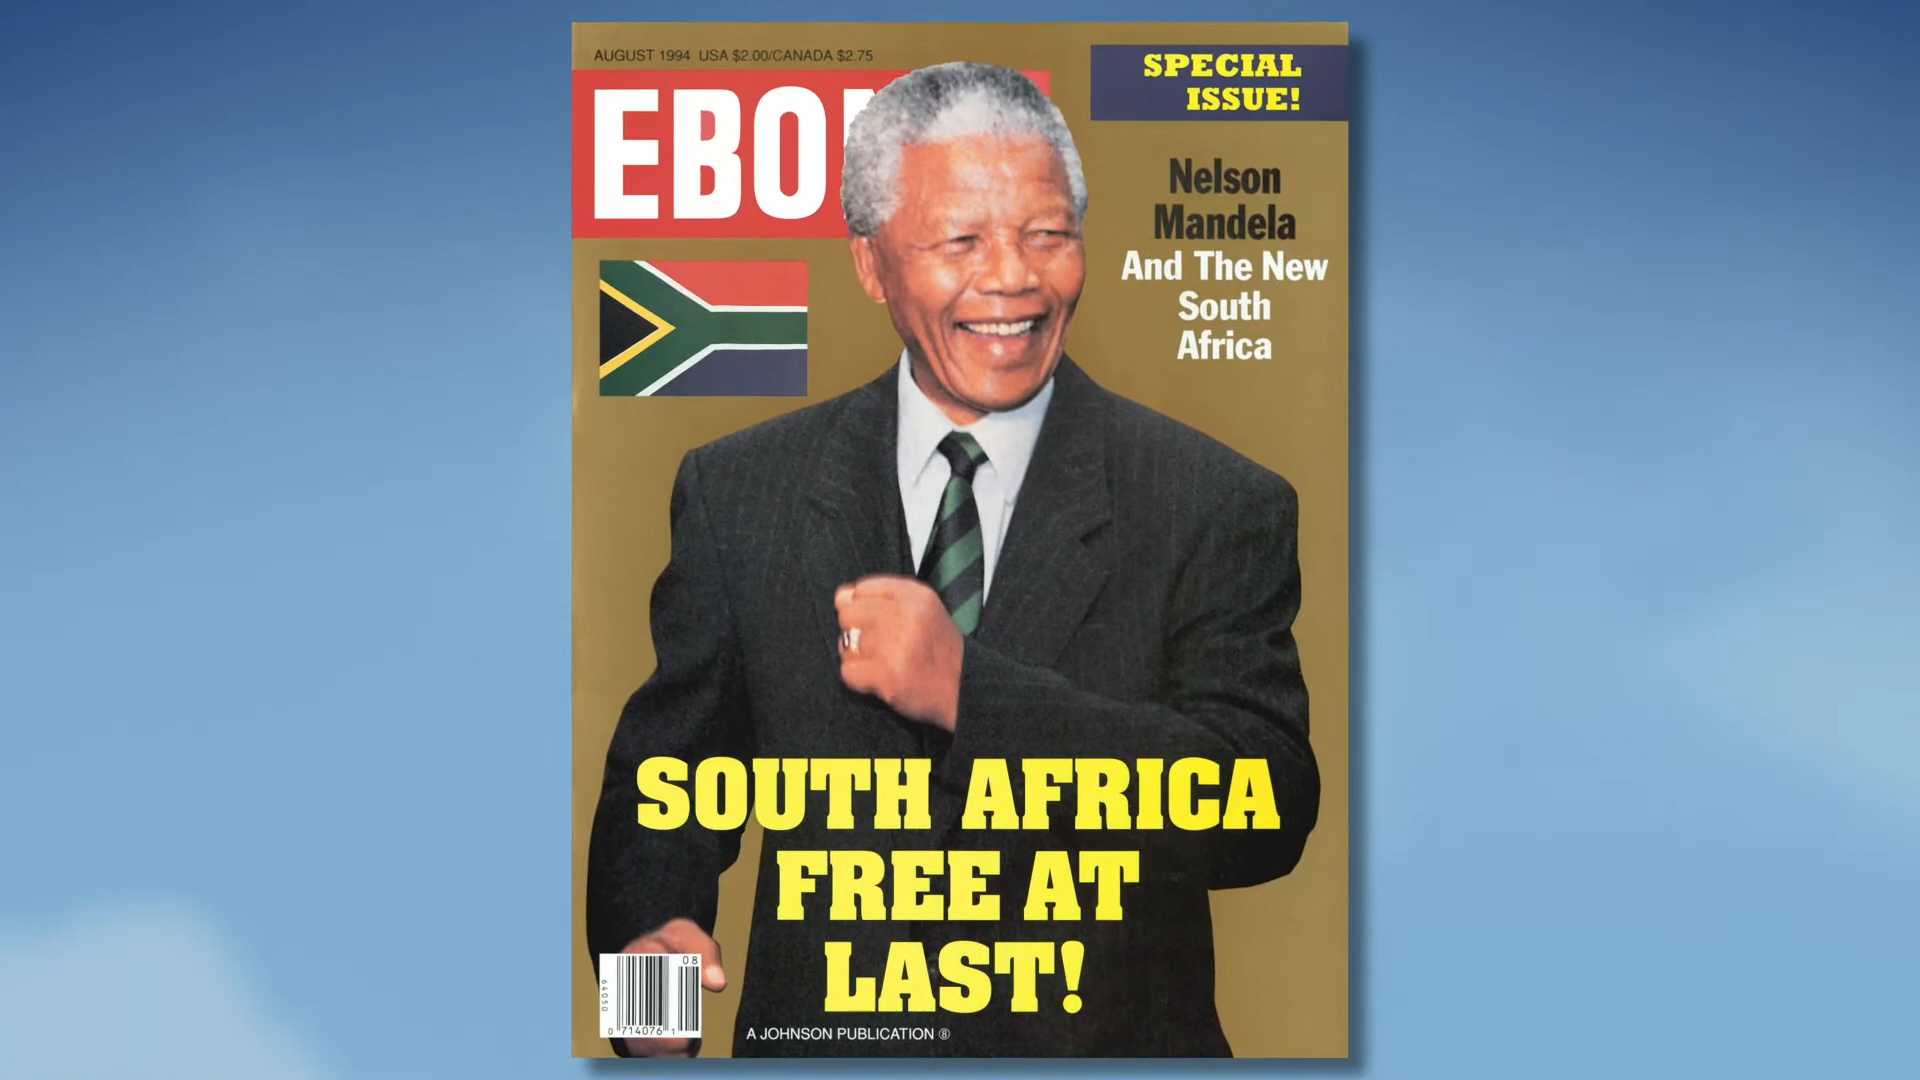 AUGUST 1994 USA $2.00/CANADA $2.75
EBO
SPECIAL
ISSUE!
Nelson
Mandela
And The New
South
Africa
SOUTH AFRICA
FREE AT
LAST!
08
64050
0 714076 1
A JOHNSON PUBLICATION ®